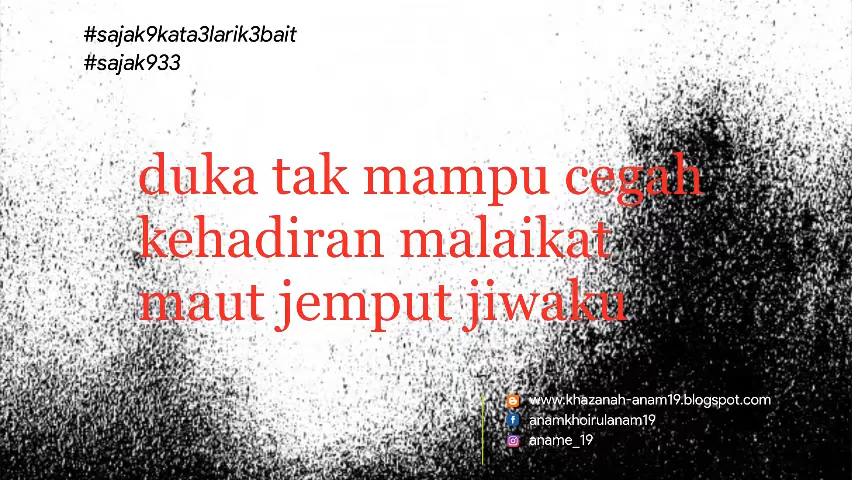 #sajak9kata3larik3bait
#sajak933
duka tak mampu cegah
kehadiran malaikat
maut jemput jiwaku
www.khazanah-anam19.blogspot.com
anamkhoirulanam19
aname_19